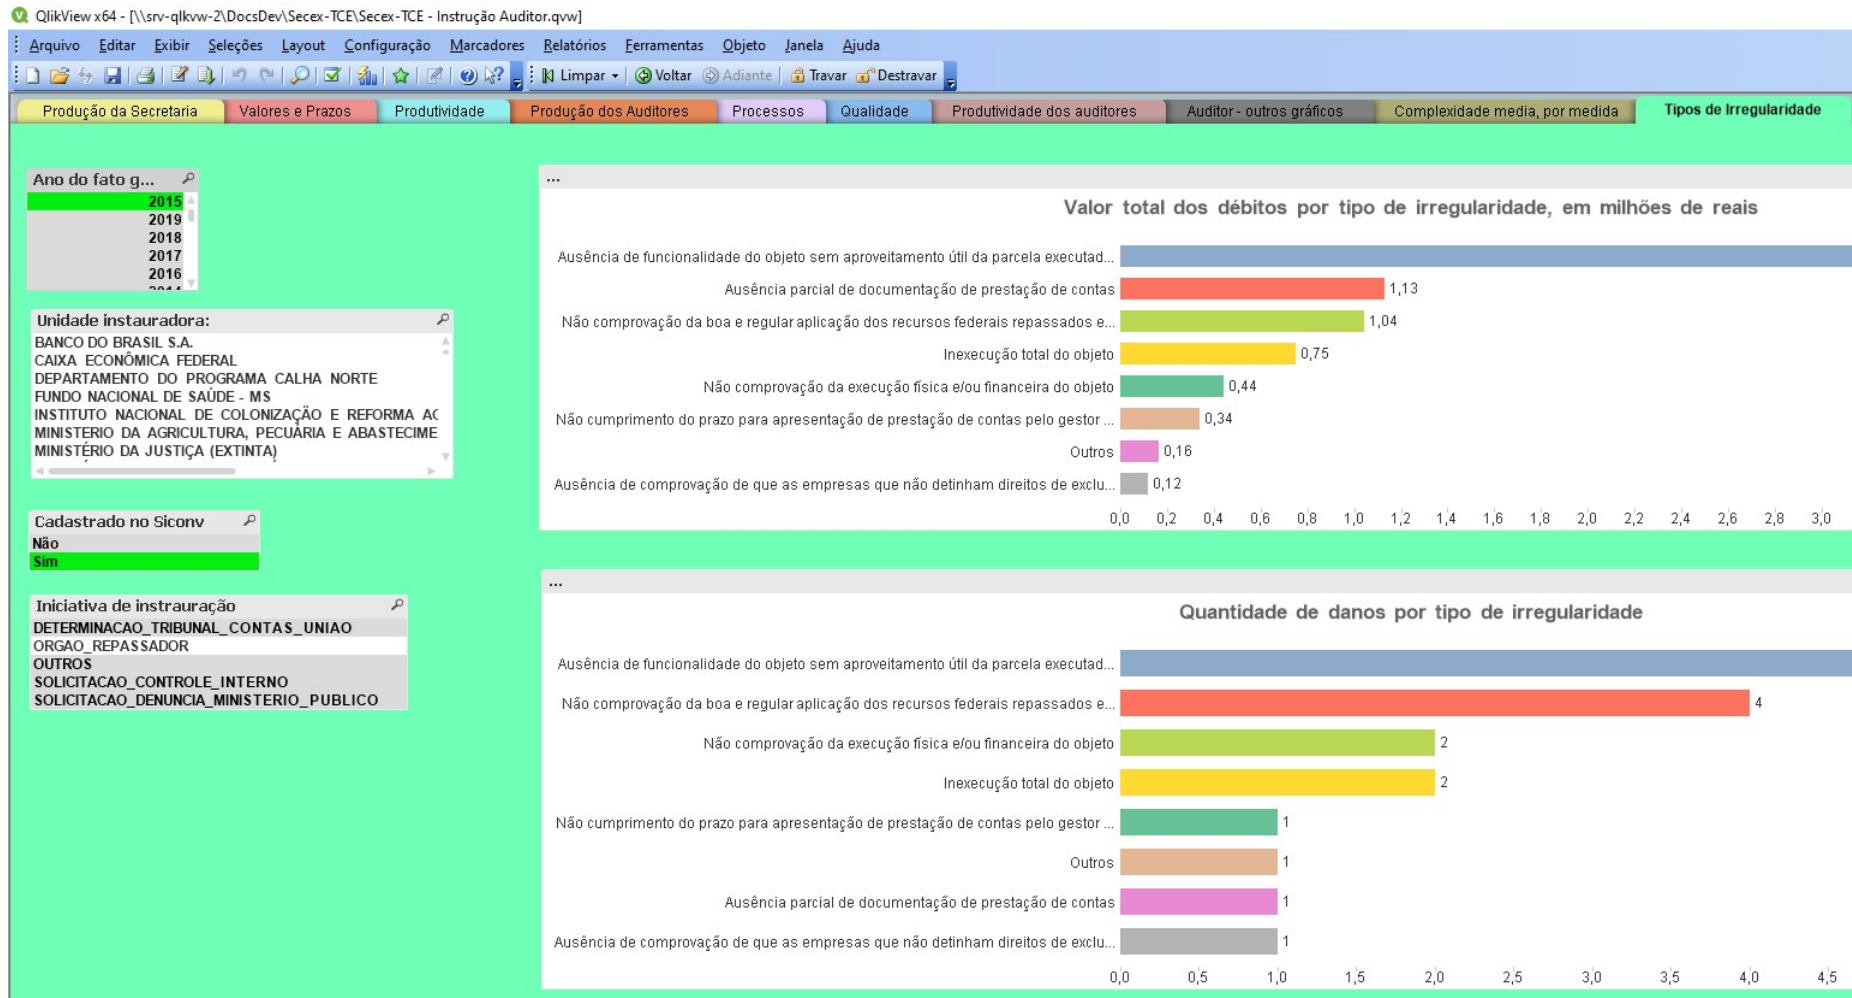 QlikView x64 - [\\srv-qlkvw-2\DocsDev\Secex-TCE\Secex-TCE - Instrução Auditor.qvw]
Arquivo Editar Exibir Seleções Layout Configuração Marcadores Relatórios Ferramentas Objeto Janela Ajuda
Limpar Voltar Adiante Travar Destravar
Produção da Secretaria Valores e Prazos Produtividade Produção dos Auditores Processos Qualidade Produtividade dos auditores Auditor - outros gráficos Complexidade media, por medida Tipos de Irregularidade
Ano do fato g...
2015
2019
2018
2017
2016
2014
Unidade instauradora:
BANCO DO BRASIL S.A.
CAIXA ECONÔMICA FEDERAL
DEPARTAMENTO DO PROGRAMA CALHA NORTE
FUNDO NACIONAL DE SAÚDE - MS
INSTITUTO NACIONAL DE COLONIZAÇÃO E REFORMA AG
MINISTERIO DA AGRICULTURA, PECUÁRIA E ABASTECIME
MINISTÉRIO DA JUSTIÇA (EXTINTA)
Cadastrado no Siconv
Não
Sim
Iniciativa de instrauração
DETERMINACAO_TRIBUNAL_CONTAS_UNIAO
ORGAO_REPASSADOR
OUTROS
SOLICITACAO_CONTROLE_INTERNO
SOLICITACAO_DENUNCIA_MINISTERIO_PUBLICO
...
Valor total dos débitos por tipo de irregularidade, em milhões de reais
Ausência de funcionalidade do objeto sem aproveitamento útil da parcela executad...
Ausência parcial de documentação de prestação de contas 1,13
Não comprovação da boa e regular aplicação dos recursos federais repassados e... 1,04
Inexecução total do objeto 0,75
Não comprovação da execução física e/ou financeira do objeto 0,44
Não cumprimento do prazo para apresentação de prestação de contas pelo gestor ... 0,34
Outros 0,16
Ausência de comprovação de que as empresas que não detinham direitos de exclu... 0,12
0,0 0,2 0,4 0,6 0,8 1,0 1,2 1,4 1,6 1,8 2,0 2,2 2,4 2,6 2,8 3,0
...
Quantidade de danos por tipo de irregularidade
Ausência de funcionalidade do objeto sem aproveitamento útil da parcela executad...
Não comprovação da boa e regular aplicação dos recursos federais repassados e... 4
Não comprovação da execução física e/ou financeira do objeto 2
Inexecução total do objeto 2
Não cumprimento do prazo para apresentação de prestação de contas pelo gestor ... 1
Outros 1
Ausência parcial de documentação de prestação de contas 1
Ausência de comprovação de que as empresas que não detinham direitos de exclu... 1
0,0 0,5 1,0 1,5 2,0 2,5 3,0 3,5 4,0 4,5